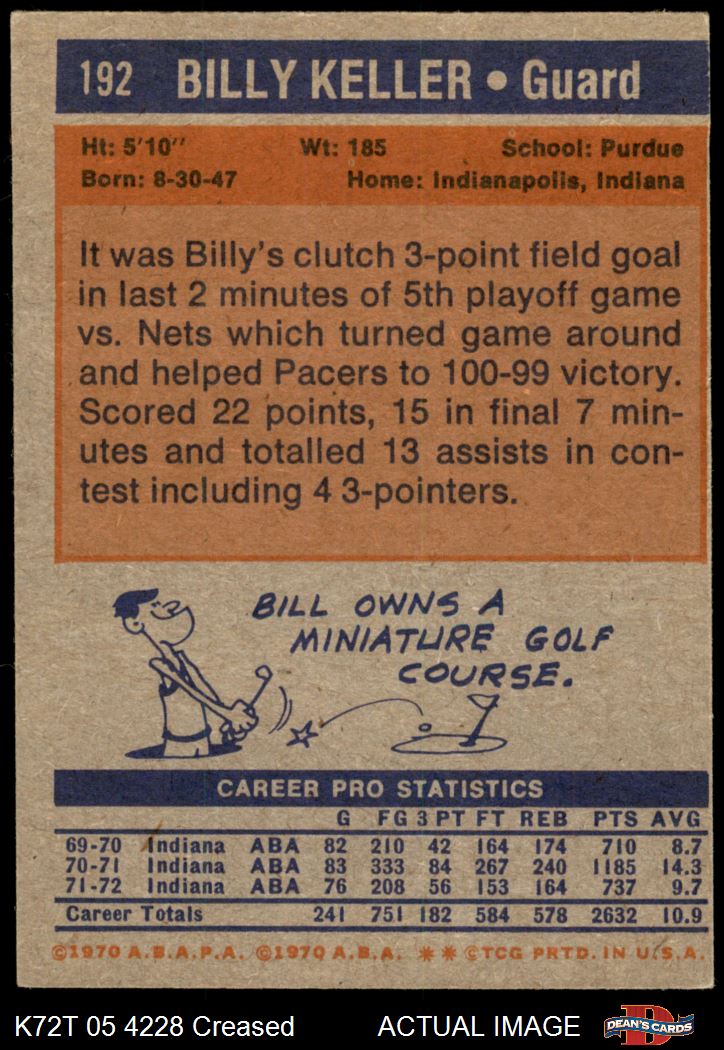 192 BILLY KELLER • Guard
Ht: 5'10" Wt: 185 School: Purdue
Born: 8-30-47 Home: Indianapolis, Indiana
It was Billy's clutch 3-point field goal
in last 2 minutes of 5th playoff game
vs. Nets which turned game around
and helped Pacers to 100-99 victory.
Scored 22 points, 15 in final 7 min-
utes and totalled 13 assists in con-
test including 4 3-pointers.
BILL OWNS A
MINIATURE GOLF
COURSE.
CAREER PRO STATISTICS
G FG 3 PT FT REB PTS AVG
69-70 Indiana ABA 82 210 42 164 174 710 8.7
70-71 Indiana ABA 83 333 84 267 240 1185 14.3
71-72 Indiana ABA 76 208 56 153 164 737 9.7
Career Totals 241 751 182 584 578 2632 10.9
©1970 A.B.A.P.A. ©1970 A.B.A. ** ©TCG PRTD. IN U.S.A.
K72T 05 4228 Creased ACTUAL IMAGE DEAN'S CARDS